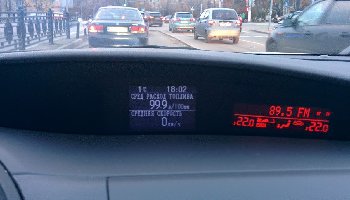 1°C 18:02
СРЕД РАСХОД ТОПЛИВА
99.9 л/100км
СРЕДНЯЯ СКОРОСТЬ
0 км/ч
89.5 FM
22.0 22.0